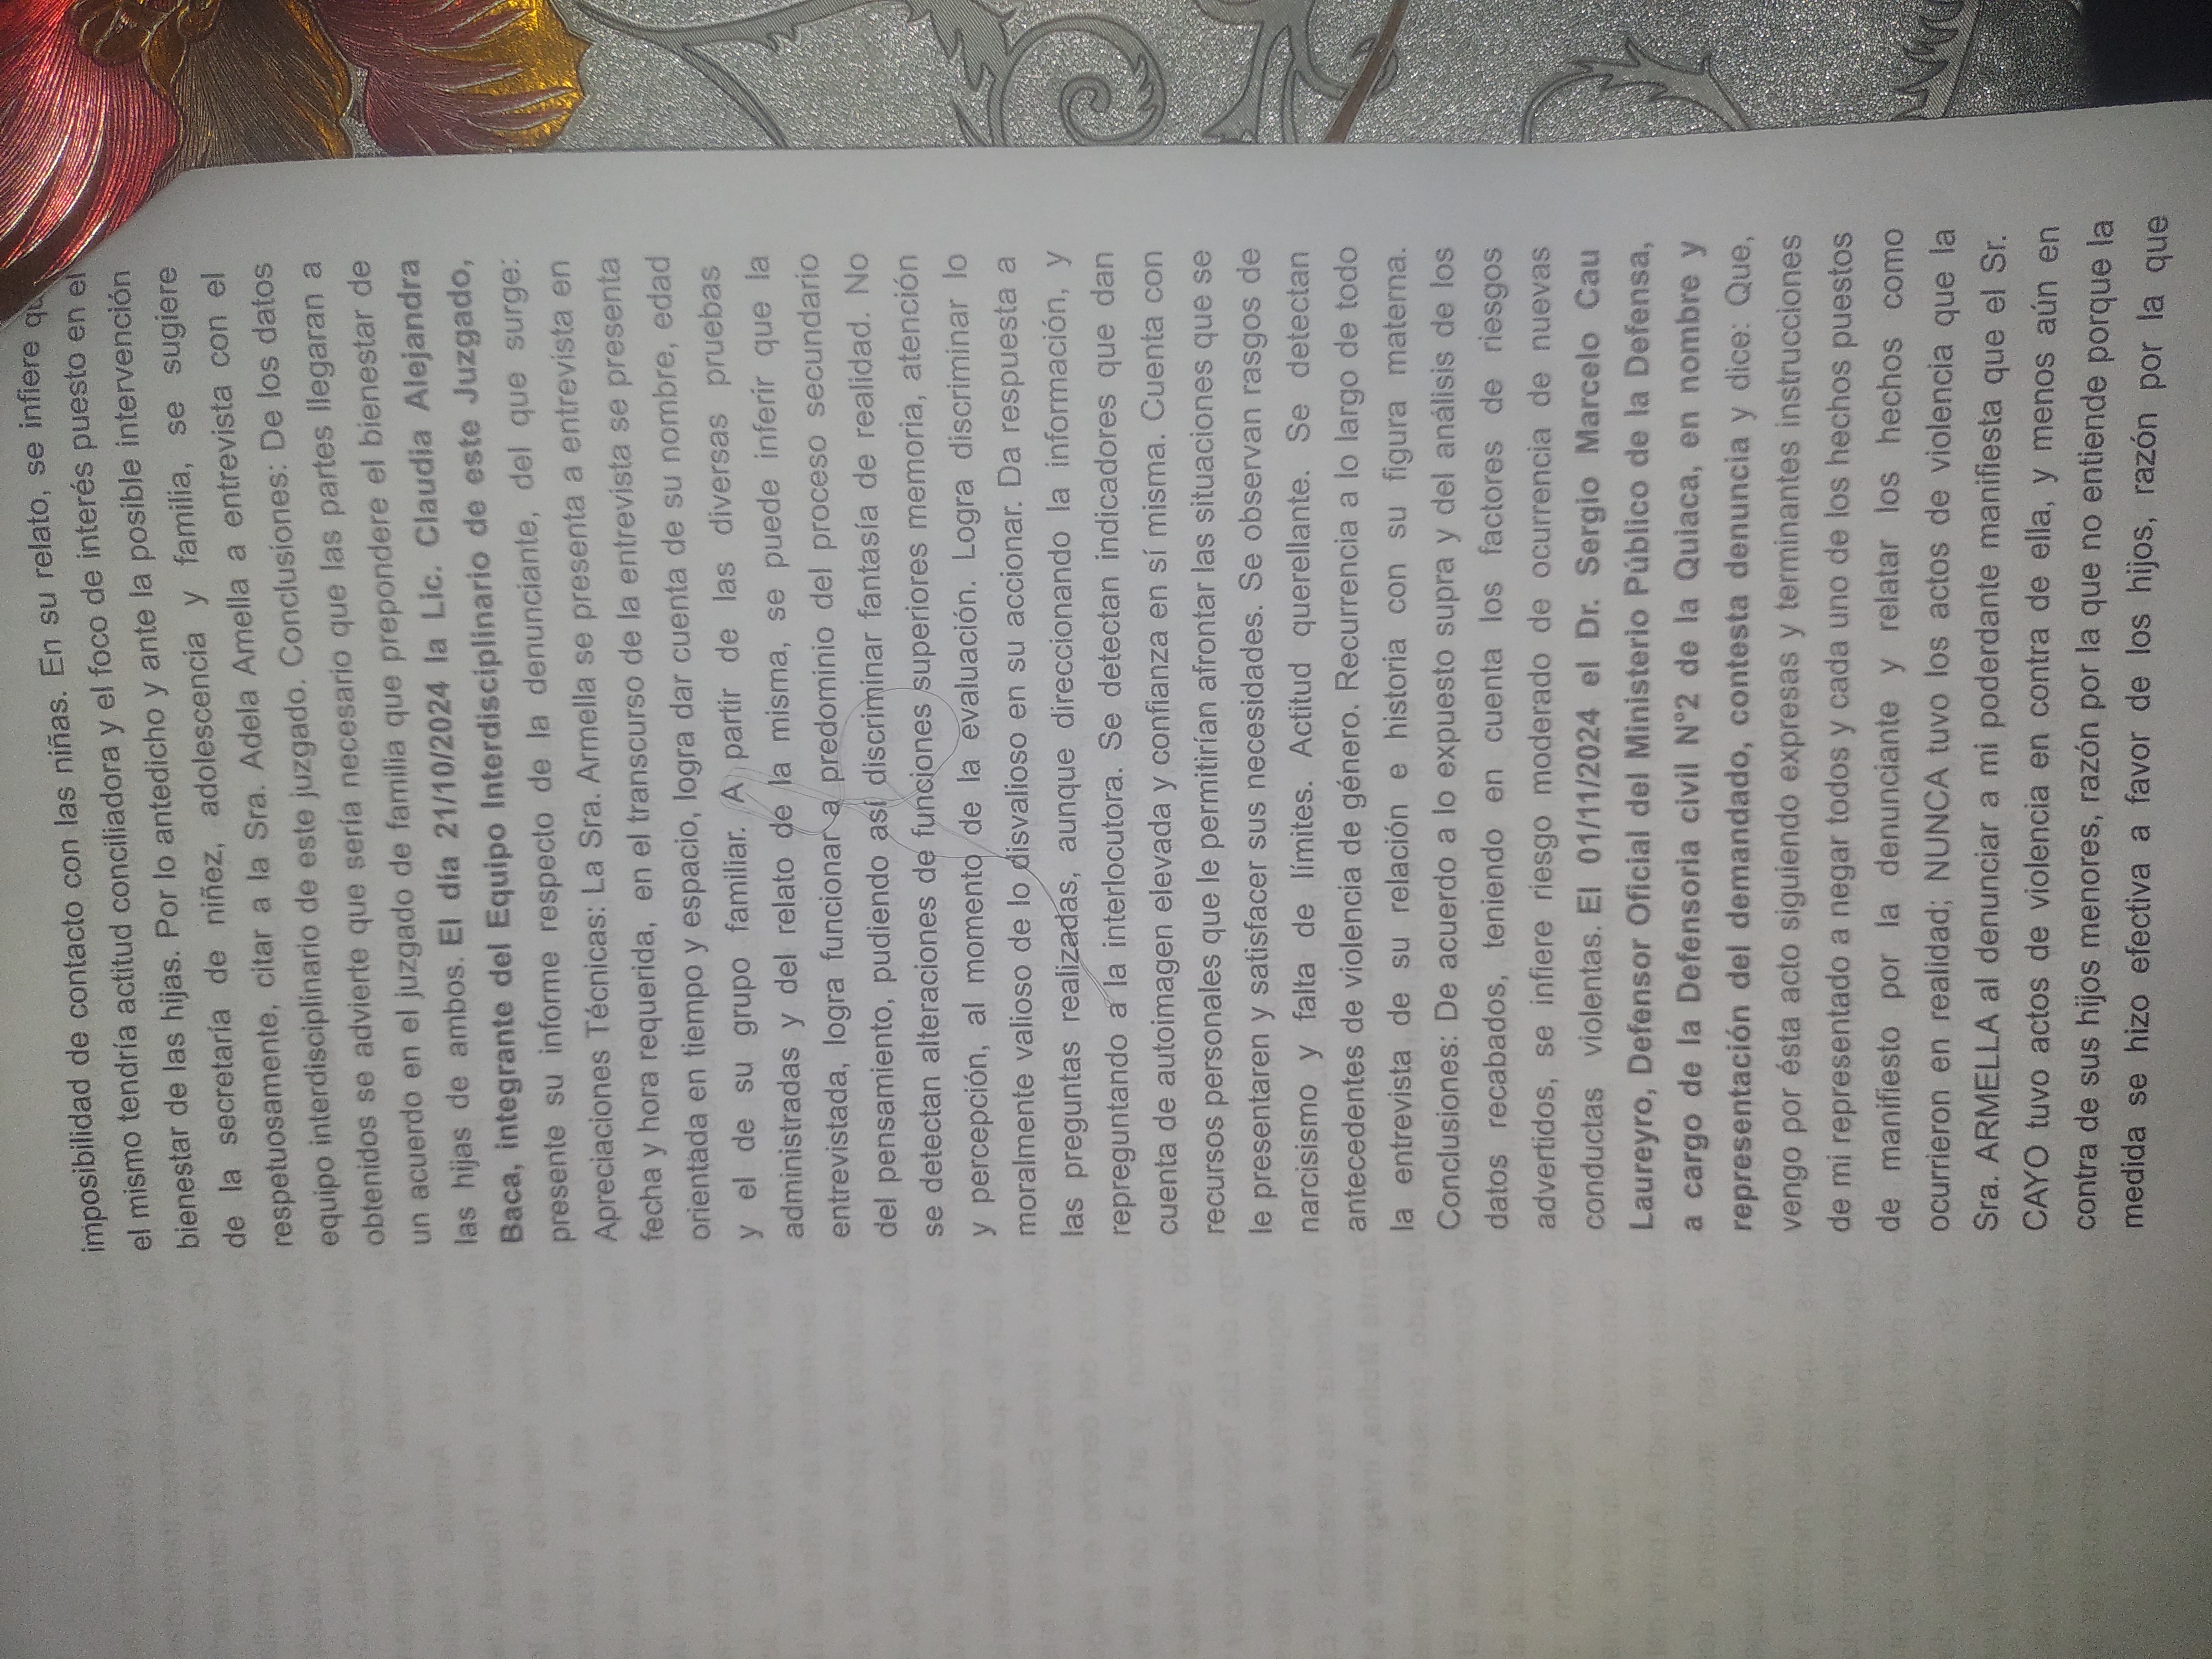 imposibilidad de contacto con las niñas. En su relato, se infiere
el mismo tendría actitud conciliadora y el foco de interés puesto en el
bienestar de las hijas. Por lo antedicho y ante la posible intervención
de la secretaría de niñez, adolescencia y familia, se sugiere
respetuosamente, citar a la Sra. Adela Amella a entrevista con el
equipo interdisciplinario de este juzgado. Conclusiones: De los datos
obtenidos se advierte que sería necesario que las partes llegaran a
un acuerdo en el juzgado de familia que prepondere el bienestar de
las hijas de ambos. El día 21/10/2024 la Lic. Claudia Alejandra
Baca, integrante del Equipo Interdisciplinario de este Juzgado,
presente su informe respecto de la denunciante, del que surge:
Apreciaciones Técnicas: La Sra. Armella se presenta a entrevista en
fecha y hora requerida, en el transcurso de la entrevista se presenta
orientada en tiempo y espacio, logra dar cuenta de su nombre, edad
y el de su grupo familiar. A partir de las diversas pruebas
administradas y del relato de la misma, se puede inferir que la
entrevistada, logra funcionar a predominio del proceso secundario
del pensamiento, pudiendo así discriminar fantasía de realidad. No
se detectan alteraciones de funciones superiores memoria, atención
y percepción, al momento de la evaluación. Logra discriminar lo
moralmente valioso de lo disvalioso en su accionar. Da respuesta a
las preguntas realizadas, aunque direccionando la información, y
repreguntando a la interlocutora. Se detectan indicadores que dan
cuenta de autoimagen elevada y confianza en sí misma. Cuenta con
recursos personales que le permitirían afrontar las situaciones que se
le presentaren y satisfacer sus necesidades. Se observan rasgos de
narcisismo y falta de límites. Actitud querellante. Se detectan
antecedentes de violencia de género. Recurrencia a lo largo de todo
la entrevista de su relación e historia con su figura materna.
Conclusiones: De acuerdo a lo expuesto supra y del análisis de los
datos recabados, teniendo en cuenta los factores de riesgos
advertidos, se infiere riesgo moderado de ocurrencia de nuevas
conductas violentas. El 01/11/2024 el Dr. Sergio Marcelo Cau
Laureyro, Defensor Oficial del Ministerio Público de la Defensa,
a cargo de la Defensoria civil N°2 de la Quiaca, en nombre y
representación del demandado, contesta denuncia y dice: Que,
vengo por ésta acto siguiendo expresas y terminantes instrucciones
de mi representado a negar todos y cada uno de los hechos puestos
de manifiesto por la denunciante y relatar los hechos como
ocurrieron en realidad; NUNCA tuvo los actos de violencia que la
Sra. ARMELLA al denunciar a mi poderdante manifiesta que el Sr.
CAYO tuvo actos de violencia en contra de ella, y menos aún en
contra de sus hijos menores, razón por la que no entiende porque la
medida se hizo efectiva a favor de los hijos, razón por la que